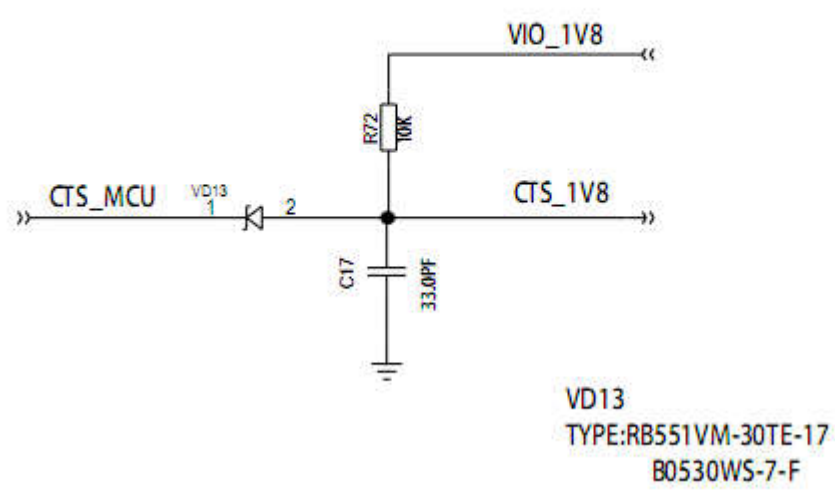 VIO_1V8
R72
10K
CTS_MCU
VD13
1
2
CTS_1V8
C17
33.0PF
VD13
TYPE:RB551VM-30TE-17
B0530WS-7-F